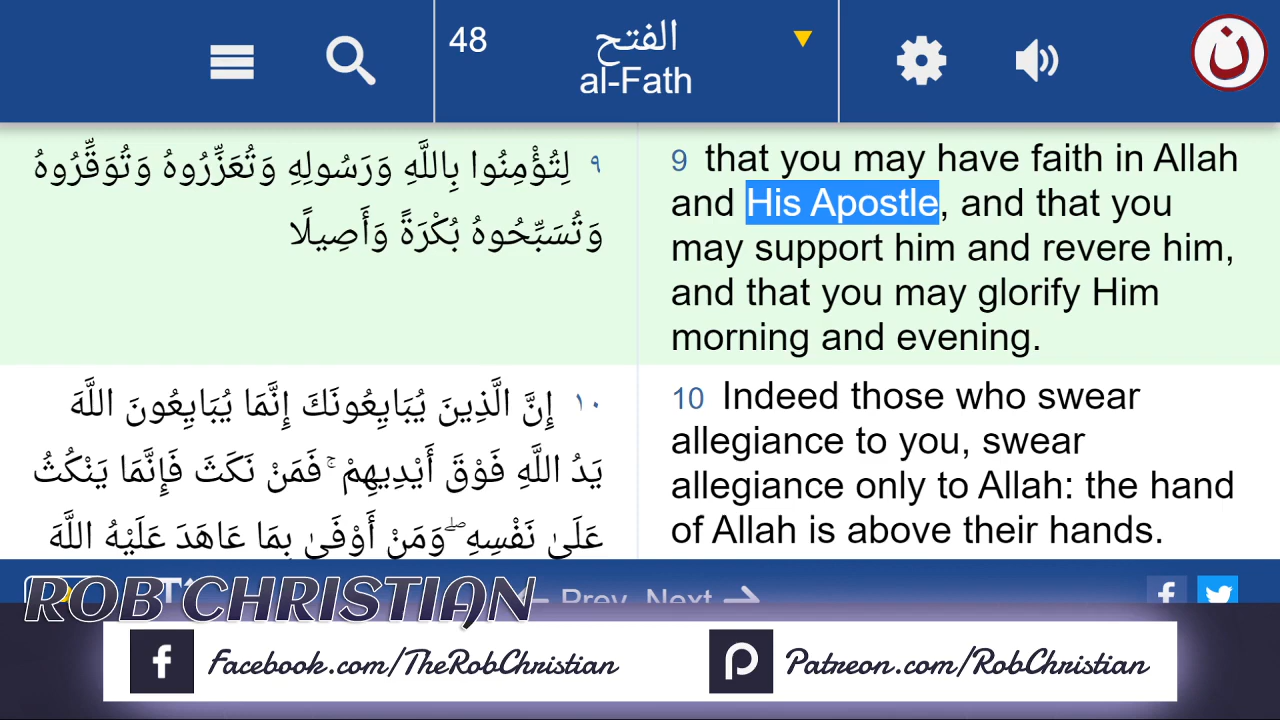 48
الفتح
al-Fath
ن
٩ لِتُؤْمِنُوا بِاللَّهِ وَرَسُولِهِ وَتُعَزِّرُوهُ وَتُوَقِّرُوهُ
وَتُسَبِّحُوهُ بُكْرَةً وَأَصِيلًا
9 that you may have faith in Allah
and His Apostle, and that you
may support him and revere him,
and that you may glorify Him
morning and evening.
١٠ إِنَّ الَّذِينَ يُبَايِعُونَكَ إِنَّمَا يُبَايِعُونَ اللَّهَ
يَدُ اللَّهِ فَوْقَ أَيْدِيهِمْ ۚ فَمَنْ نَكَثَ فَإِنَّمَا يَنْكُثُ
عَلَىٰ نَفْسِهِ ۖ وَمَنْ أَوْفَىٰ بِمَا عَاهَدَ عَلَيْهُ اللَّهَ
10 Indeed those who swear
allegiance to you, swear
allegiance only to Allah: the hand
of Allah is above their hands.
← Prev Next →
ROB CHRISTIAN
Facebook.com/TheRobChristian
Patreon.com/RobChristian